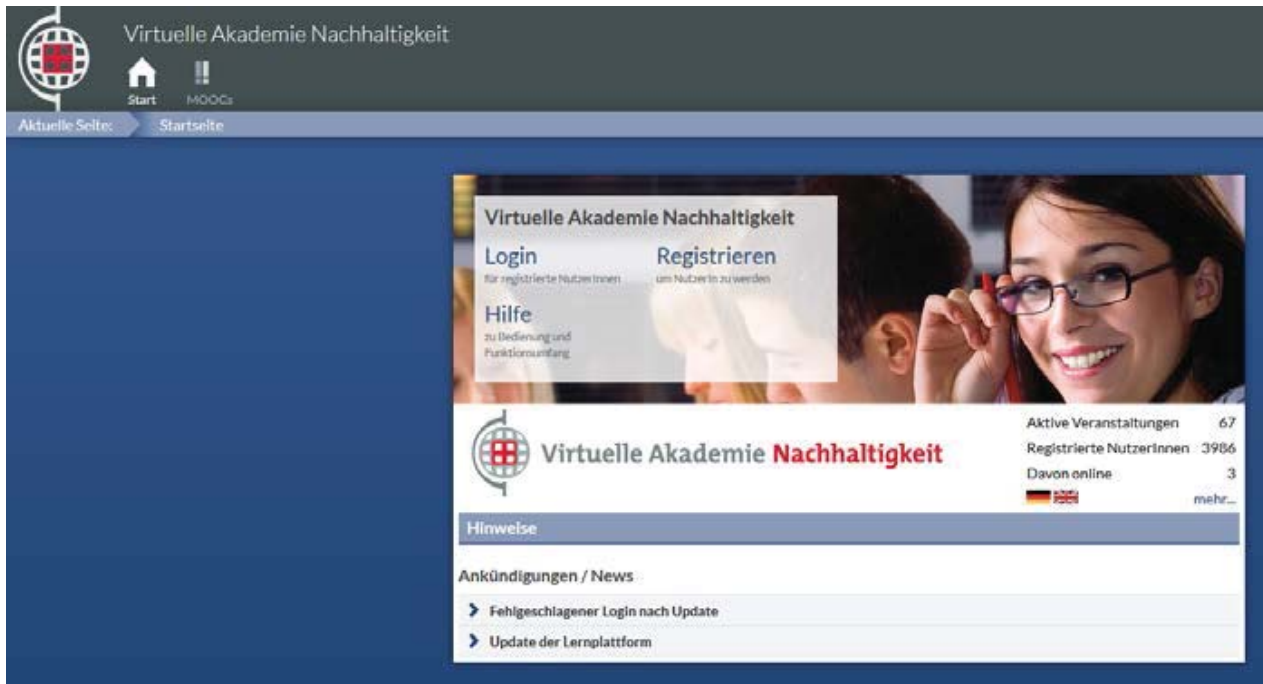 Virtuelle Akademie Nachhaltigkeit
Start
MOOCs
Aktuelle Seite:
Startseite
Virtuelle Akademie Nachhaltigkeit
Login
für registrierte NutzerInnen
Registrieren
um NutzerIn zu werden
Hilfe
zu Bedienung und
Funktionsumfang
Virtuelle Akademie Nachhaltigkeit
Aktive Veranstaltungen 67
Registrierte NutzerInnen 3986
Davon online 3
mehr...
Hinweise
Ankündigungen / News
Fehlgeschlagener Login nach Update
Update der Lernplattform